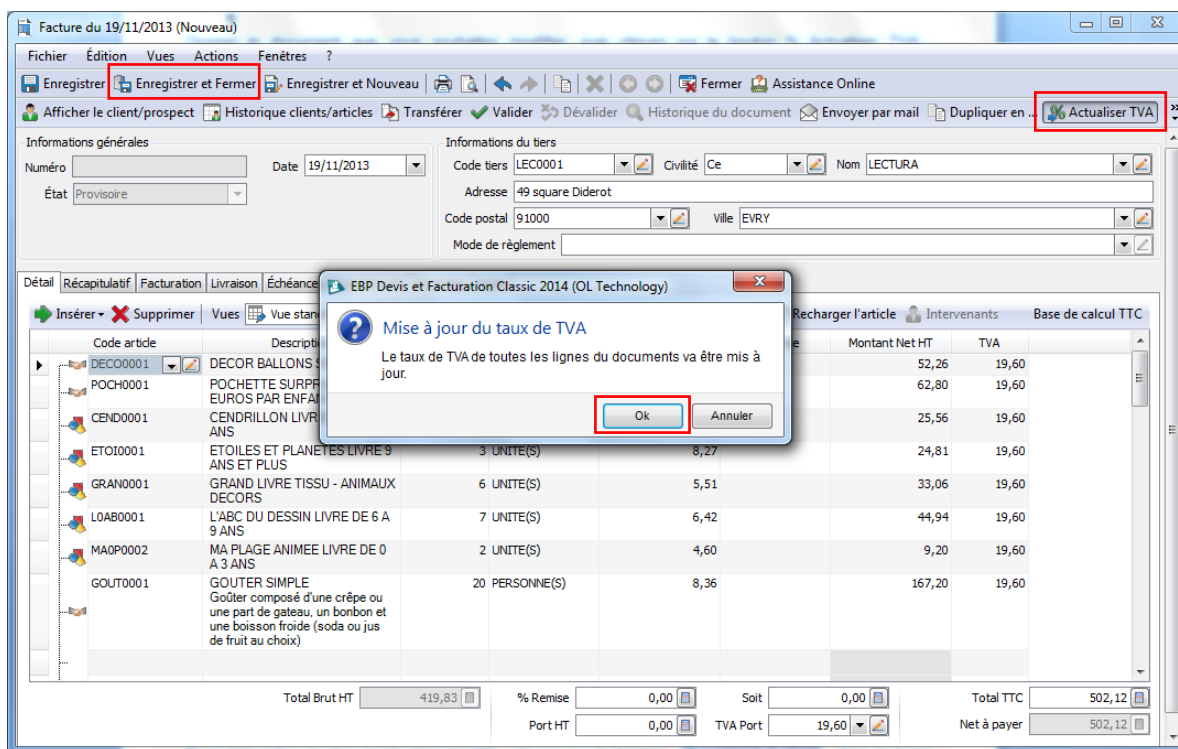 Facture du 19/11/2013 (Nouveau)
Fichier Édition Vues Actions Fenêtres ?
Enregistrer Enregistrer et Fermer Enregistrer et Nouveau Fermer Assistance Online
Afficher le client/prospect Historique clients/articles Transférer Valider Dévalider Historique du document Envoyer par mail Dupliquer en ... Actualiser TVA
Informations générales Informations du tiers
Numéro Date 19/11/2013 Code tiers LEC0001 Civilité Ce Nom LECTURA
État Provisoire Adresse 49 square Diderot
Code postal 91000 Ville EVRY
Mode de règlement
Détail Récapitulatif Facturation Livraison Échéance
EBP Devis et Facturation Classic 2014 (OL Technology)
Insérer Supprimer Vues Vue stan Recharger l'article Intervenants Base de calcul TTC
Mise à jour du taux de TVA
Le taux de TVA de toutes les lignes du documents va être mis à
jour.
Ok Annuler
Code article Descripti e Montant Net HT TVA
DECO0001 DECOR BALLONS S 52,26 19,60
POCH0001 POCHETTE SURPR 62,80 19,60
EUROS PAR ENFA
CEND0001 CENDRILLON LIVR 25,56 19,60
ANS
ETOI0001 ETOILES ET PLANETES LIVRE 9 3 UNITE(S) 8,27 24,81 19,60
ANS ET PLUS
GRAN0001 GRAND LIVRE TISSU - ANIMAUX 6 UNITE(S) 5,51 33,06 19,60
DECORS
L0AB0001 L'ABC DU DESSIN LIVRE DE 6 A 7 UNITE(S) 6,42 44,94 19,60
9 ANS
MA0P0002 MA PLAGE ANIMEE LIVRE DE 0 2 UNITE(S) 4,60 9,20 19,60
A 3 ANS
GOUT0001 GOUTER SIMPLE 20 PERSONNE(S) 8,36 167,20 19,60
Goûter composé d'une crêpe ou
une part de gateau, un bonbon et
une boisson froide (soda ou jus
de fruit au choix)
Total Brut HT 419,83 % Remise 0,00 Soit 0,00 Total TTC 502,12
Port HT 0,00 TVA Port 19,60 Net à payer 502,12